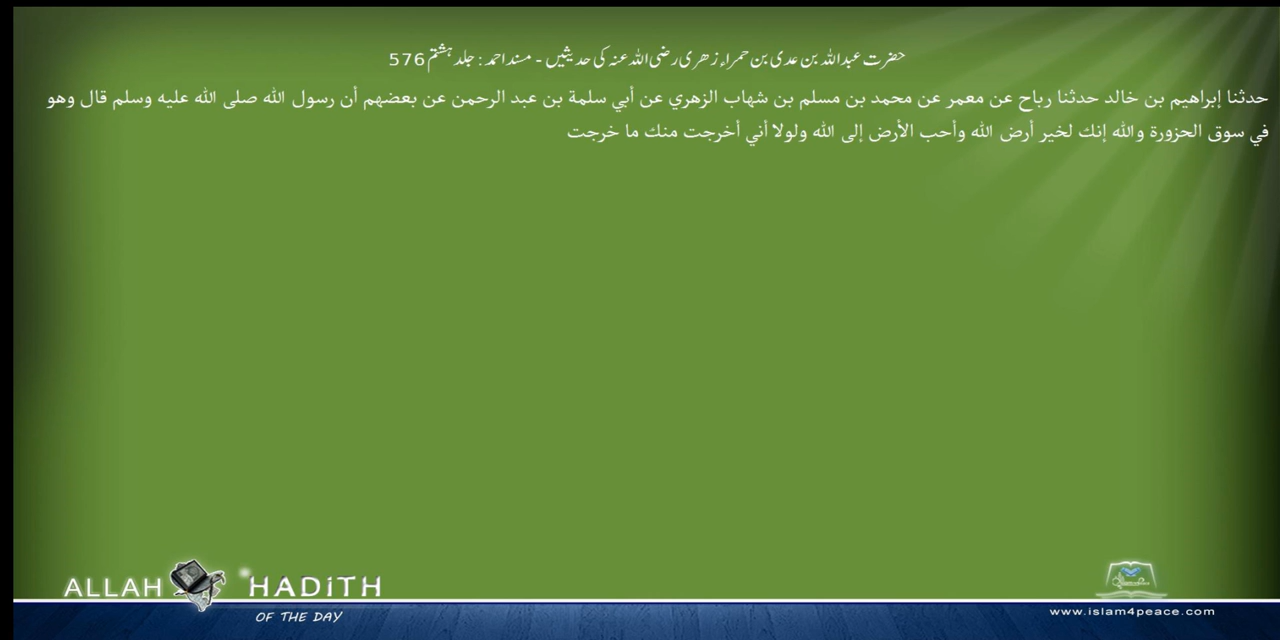 حضرت عبداللہ بن عدی بن حمراء زھری رضی اللہ عنہ کی حدیثیں - مسند احمد : جلد ہشتم 576
حدثنا إبراهيم بن خالد حدثنا رباح عن معمر عن محمد بن مسلم بن شهاب الزهري عن أبي سلمة بن عبد الرحمن عن بعضهم أن رسول الله صلى الله عليه وسلم قال وهو
في سوق الحزورة والله إنك لخير أرض الله وأحب الأرض إلى الله ولولا أني أخرجت منك ما خرجت
ALLAH HADITH
OF THE DAY
www.islam4peace.com